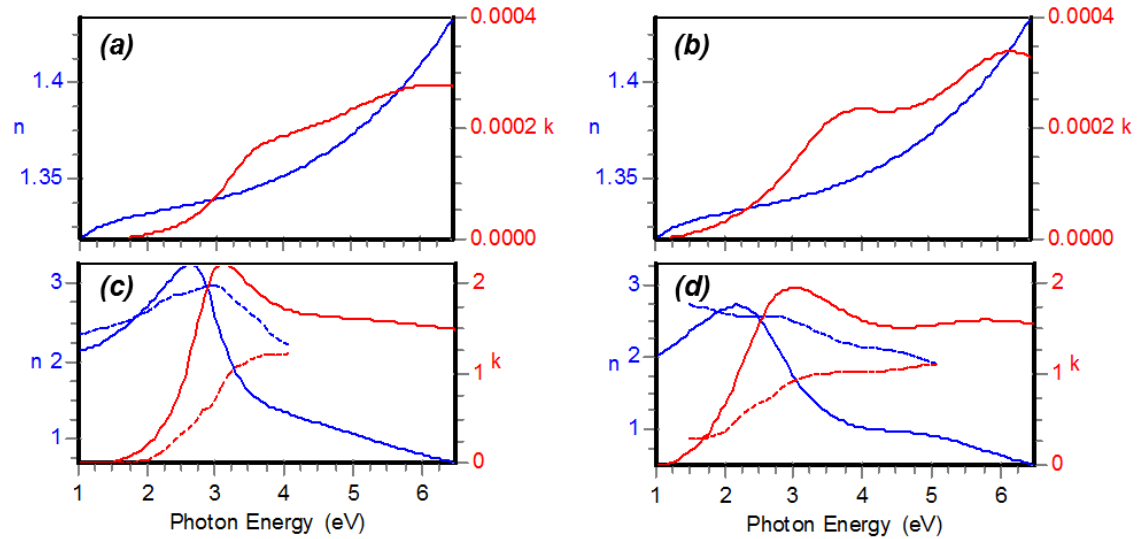 (a)
0.0004
1.4
n
0.0002 k
1.35
0.0000
(b)
0.0004
1.4
n
0.0002 k
1.35
0.0000
(c)
3
2
n 2
1 k
1
0
1 2 3 4 5 6
Photon Energy (eV)
(d)
3
2
n 2
1 k
1
0
1 2 3 4 5 6
Photon Energy (eV)